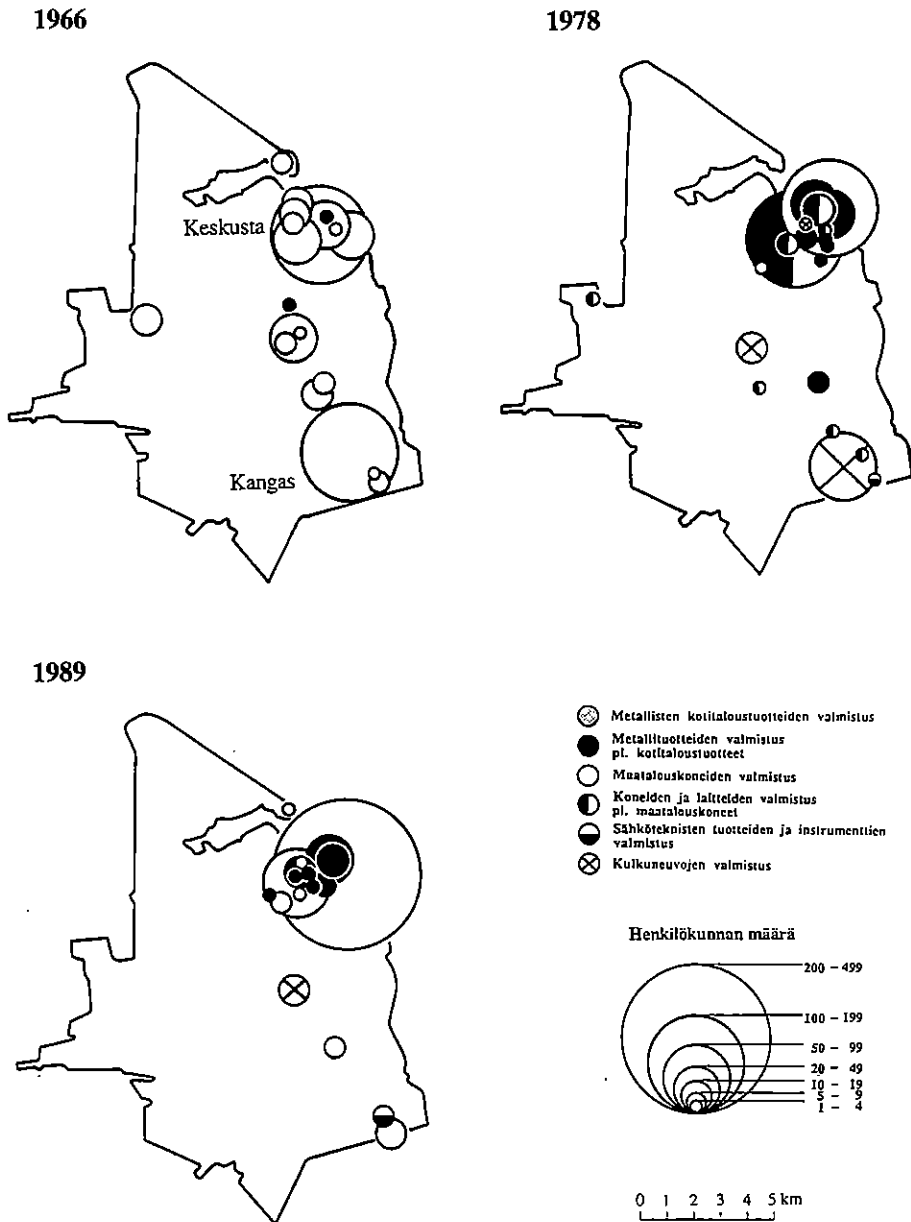 1966
1978
Keskusta
Kangas
1989
Metallisten kotitaloustuotteiden valmistus
Metallituotteiden valmistus
pl. kotitaloustuotteet
Maatalouskoneiden valmistus
Koneiden ja laitteiden valmistus
pl. maatalouskoneet
Sähköteknisten tuotteiden ja instrumenttien
valmistus
Kulkuneuvojen valmistus
Henkilökunnan määrä
200 – 499
100 – 199
50 – 99
20 – 49
10 – 19
5 – 9
1 – 4
0 1 2 3 4 5 km